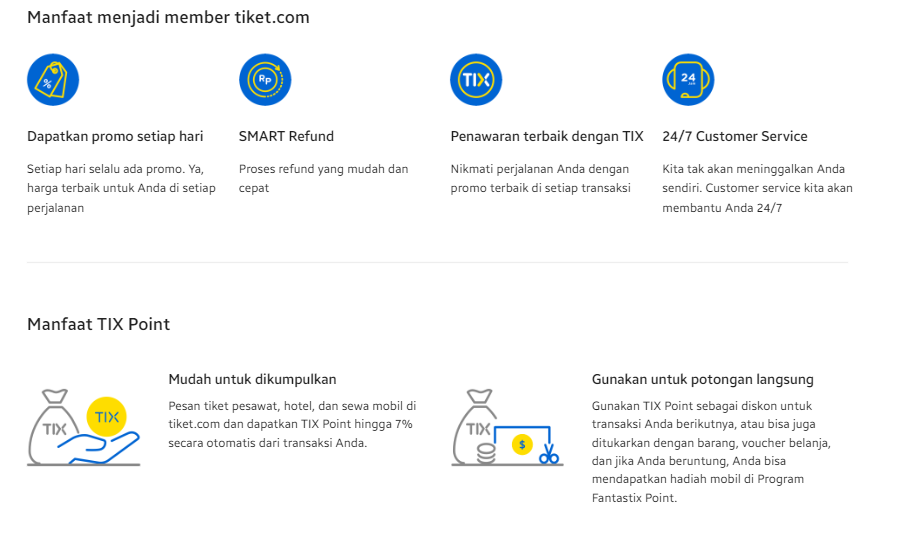 Manfaat menjadi member tiket.com
%
RP
TIX
24
Dapatkan promo setiap hari
Setiap hari selalu ada promo. Ya,
harga terbaik untuk Anda di setiap
perjalanan
SMART Refund
Proses refund yang mudah dan
cepat
Penawaran terbaik dengan TIX
Nikmati perjalanan Anda dengan
promo terbaik di setiap transaksi
24/7 Customer Service
Kita tak akan meninggalkan Anda
sendiri. Customer service kita akan
membantu Anda 24/7
Manfaat TIX Point
TIX
TIX
Mudah untuk dikumpulkan
Pesan tiket pesawat, hotel, dan sewa mobil di
tiket.com dan dapatkan TIX Point hingga 7%
secara otomatis dari transaksi Anda.
TIX
$
Gunakan untuk potongan langsung
Gunakan TIX Point sebagai diskon untuk
transaksi Anda berikutnya, atau bisa juga
ditukarkan dengan barang, voucher belanja,
dan jika Anda beruntung, Anda bisa
mendapatkan hadiah mobil di Program
Fantastix Point.